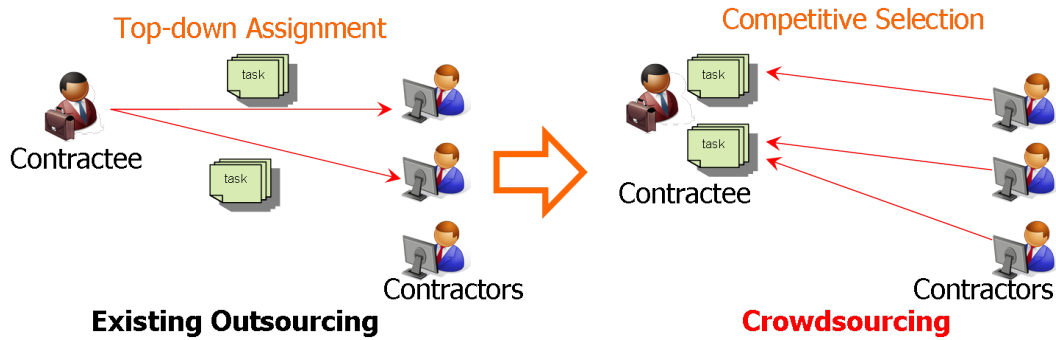 Top-down Assignment
task
Contractee
task
Contractors
Existing Outsourcing
Competitive Selection
task
task
Contractee
Contractors
Crowdsourcing